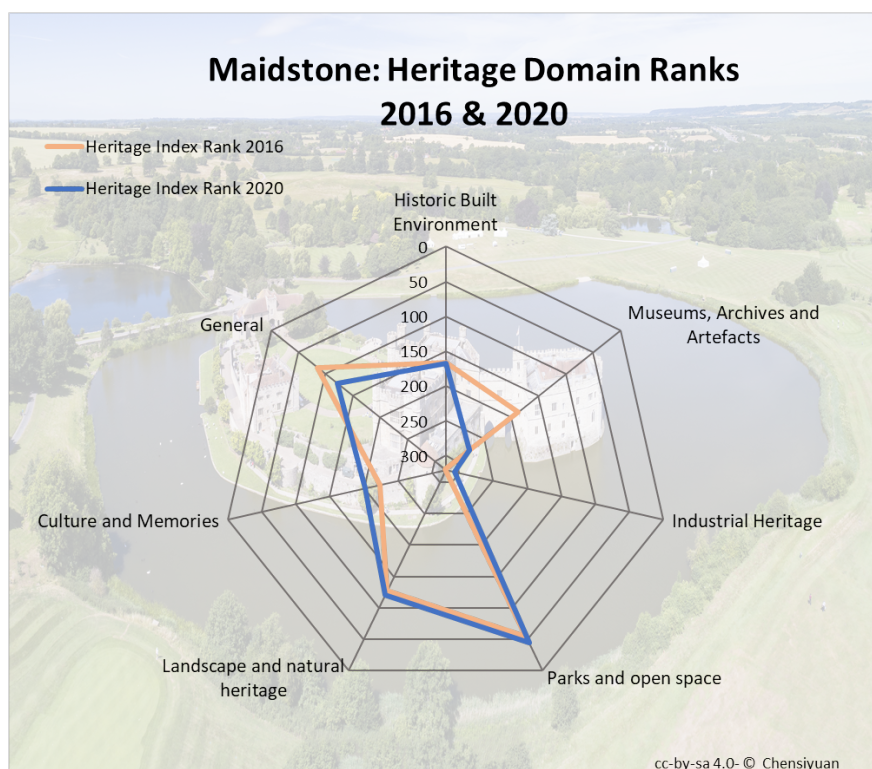 Maidstone: Heritage Domain Ranks
2016 & 2020
Heritage Index Rank 2016
Heritage Index Rank 2020
Historic Built
Environment
0
50
100
150
200
250
300
Museums, Archives and
Artefacts
General
Industrial Heritage
Culture and Memories
Parks and open space
Landscape and natural
heritage
cc-by-sa 4.0- © Chensiyuan